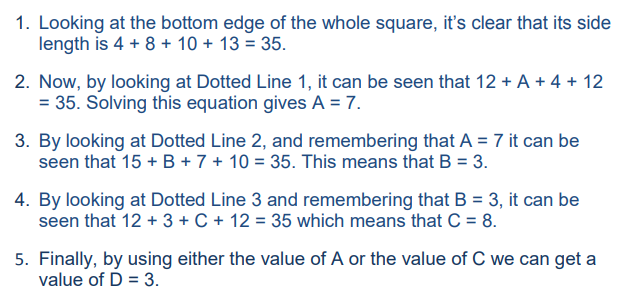 1. Looking at the bottom edge of the whole square, it's clear that its side
length is 4 + 8 + 10 + 13 = 35.
2. Now, by looking at Dotted Line 1, it can be seen that 12 + A + 4 + 12
= 35. Solving this equation gives A = 7.
3. By looking at Dotted Line 2, and remembering that A = 7 it can be
seen that 15 + B + 7 + 10 = 35. This means that B = 3.
4. By looking at Dotted Line 3 and remembering that B = 3, it can be
seen that 12 + 3 + C + 12 = 35 which means that C = 8.
5. Finally, by using either the value of A or the value of C we can get a
value of D = 3.